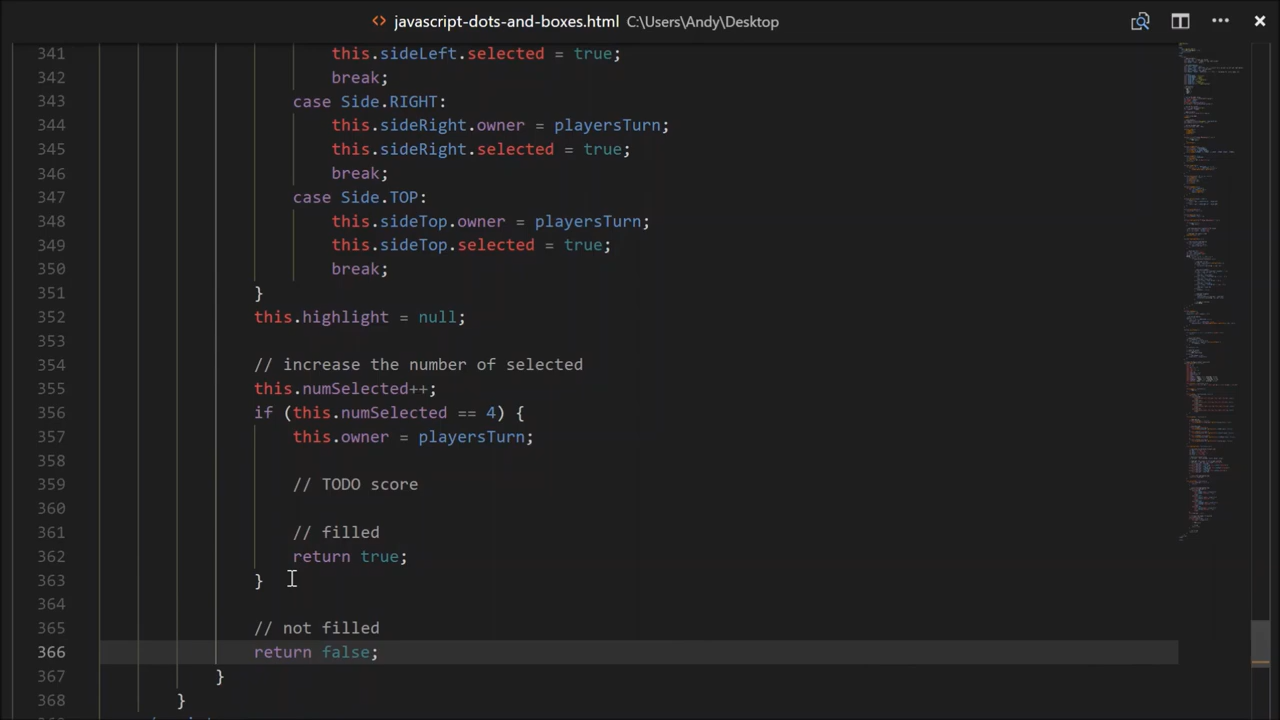 <> javascript-dots-and-boxes.html C:\Users\Andy\Desktop
341 this.sideLeft.selected = true;
342 break;
343 case Side.RIGHT:
344 this.sideRight.owner = playersTurn;
345 this.sideRight.selected = true;
346 break;
347 case Side.TOP:
348 this.sideTop.owner = playersTurn;
349 this.sideTop.selected = true;
350 break;
351 }
352 this.highlight = null;
353
354 // increase the number of selected
355 this.numSelected++;
356 if (this.numSelected == 4) {
357 this.owner = playersTurn;
358
359 // TODO score
360
361 // filled
362 return true;
363 }
364
365 // not filled
366 return false;
367 }
368 }